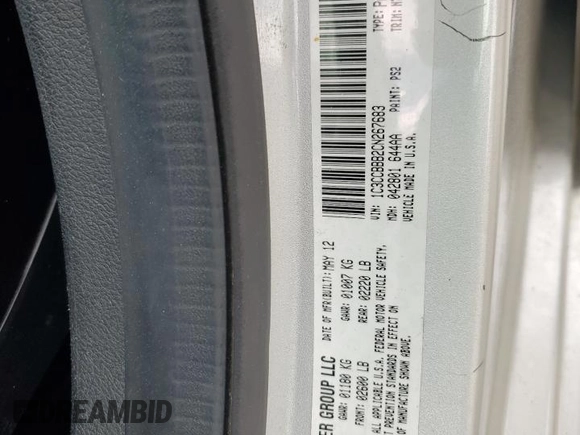 ER GROUP LLC
DATE OF MFR(BUILT): MAY 12
GAWR: 01180 KG GAWR: 01007 KG
FRONT: 02600 LB REAR: 02220 LB
ALL APPLICABLE U.S.A. FEDERAL MOTOR VEHICLE SAFETY,
PREVENTION STANDARDS IN EFFECT ON
OF MANUFACTURE SHOWN ABOVE.
VIN: 1C3CCBBB2CN267683 TYPE: P
MDH: 042801 644AA PAINT: PS2 TRIM:
VEHICLE MADE IN U.S.A.
DREAMBID